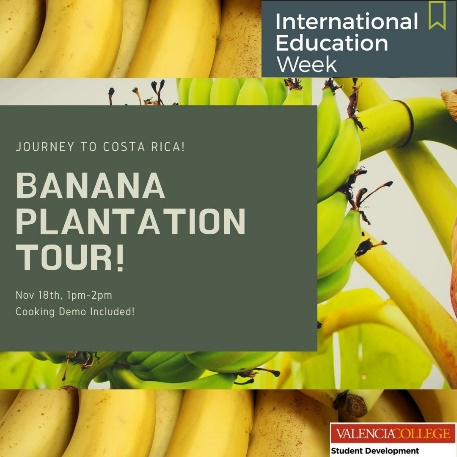 International
Education
Week
JOURNEY TO COSTA RICA!
BANANA
PLANTATION
TOUR!
Nov 18th, 1pm-2pm
Cooking Demo Included!
VALENCIACOLLEGE
Student Development